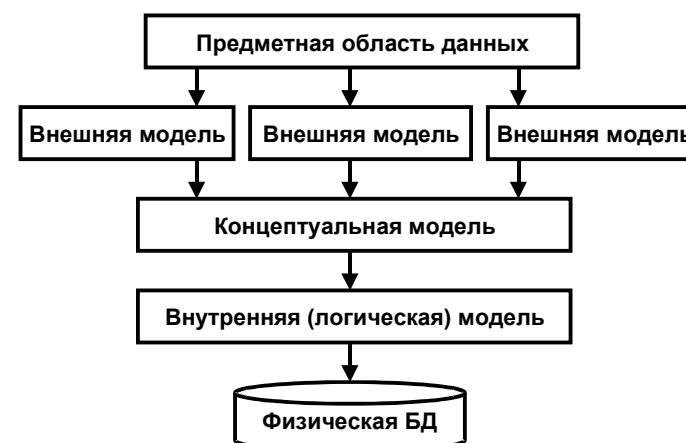 Предметная область данных
Внешняя модель
Внешняя модель
Внешняя модель
Концептуальная модель
Внутренняя (логическая) модель
Физическая БД